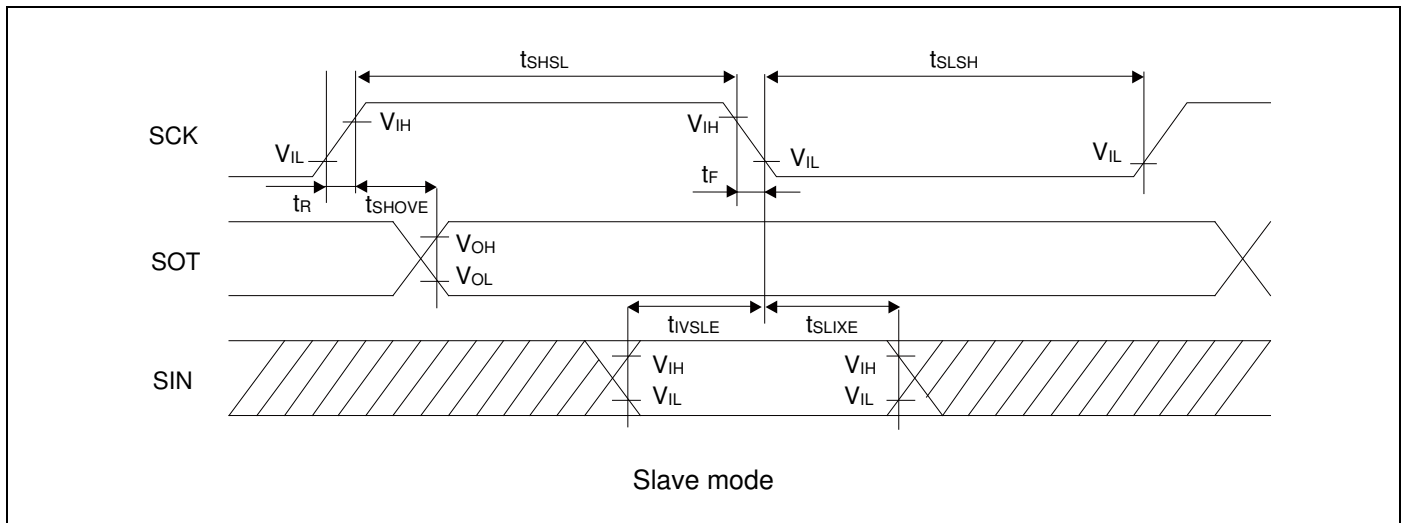 tSHSL
tSLSH
SCK
VIH
VIH
VIL
VIL
VIL
tF
tR
tSHOVE
SOT
VOH
VOL
tIVSLE
tSLIXE
SIN
VIH
VIH
VIL
VIL
Slave mode